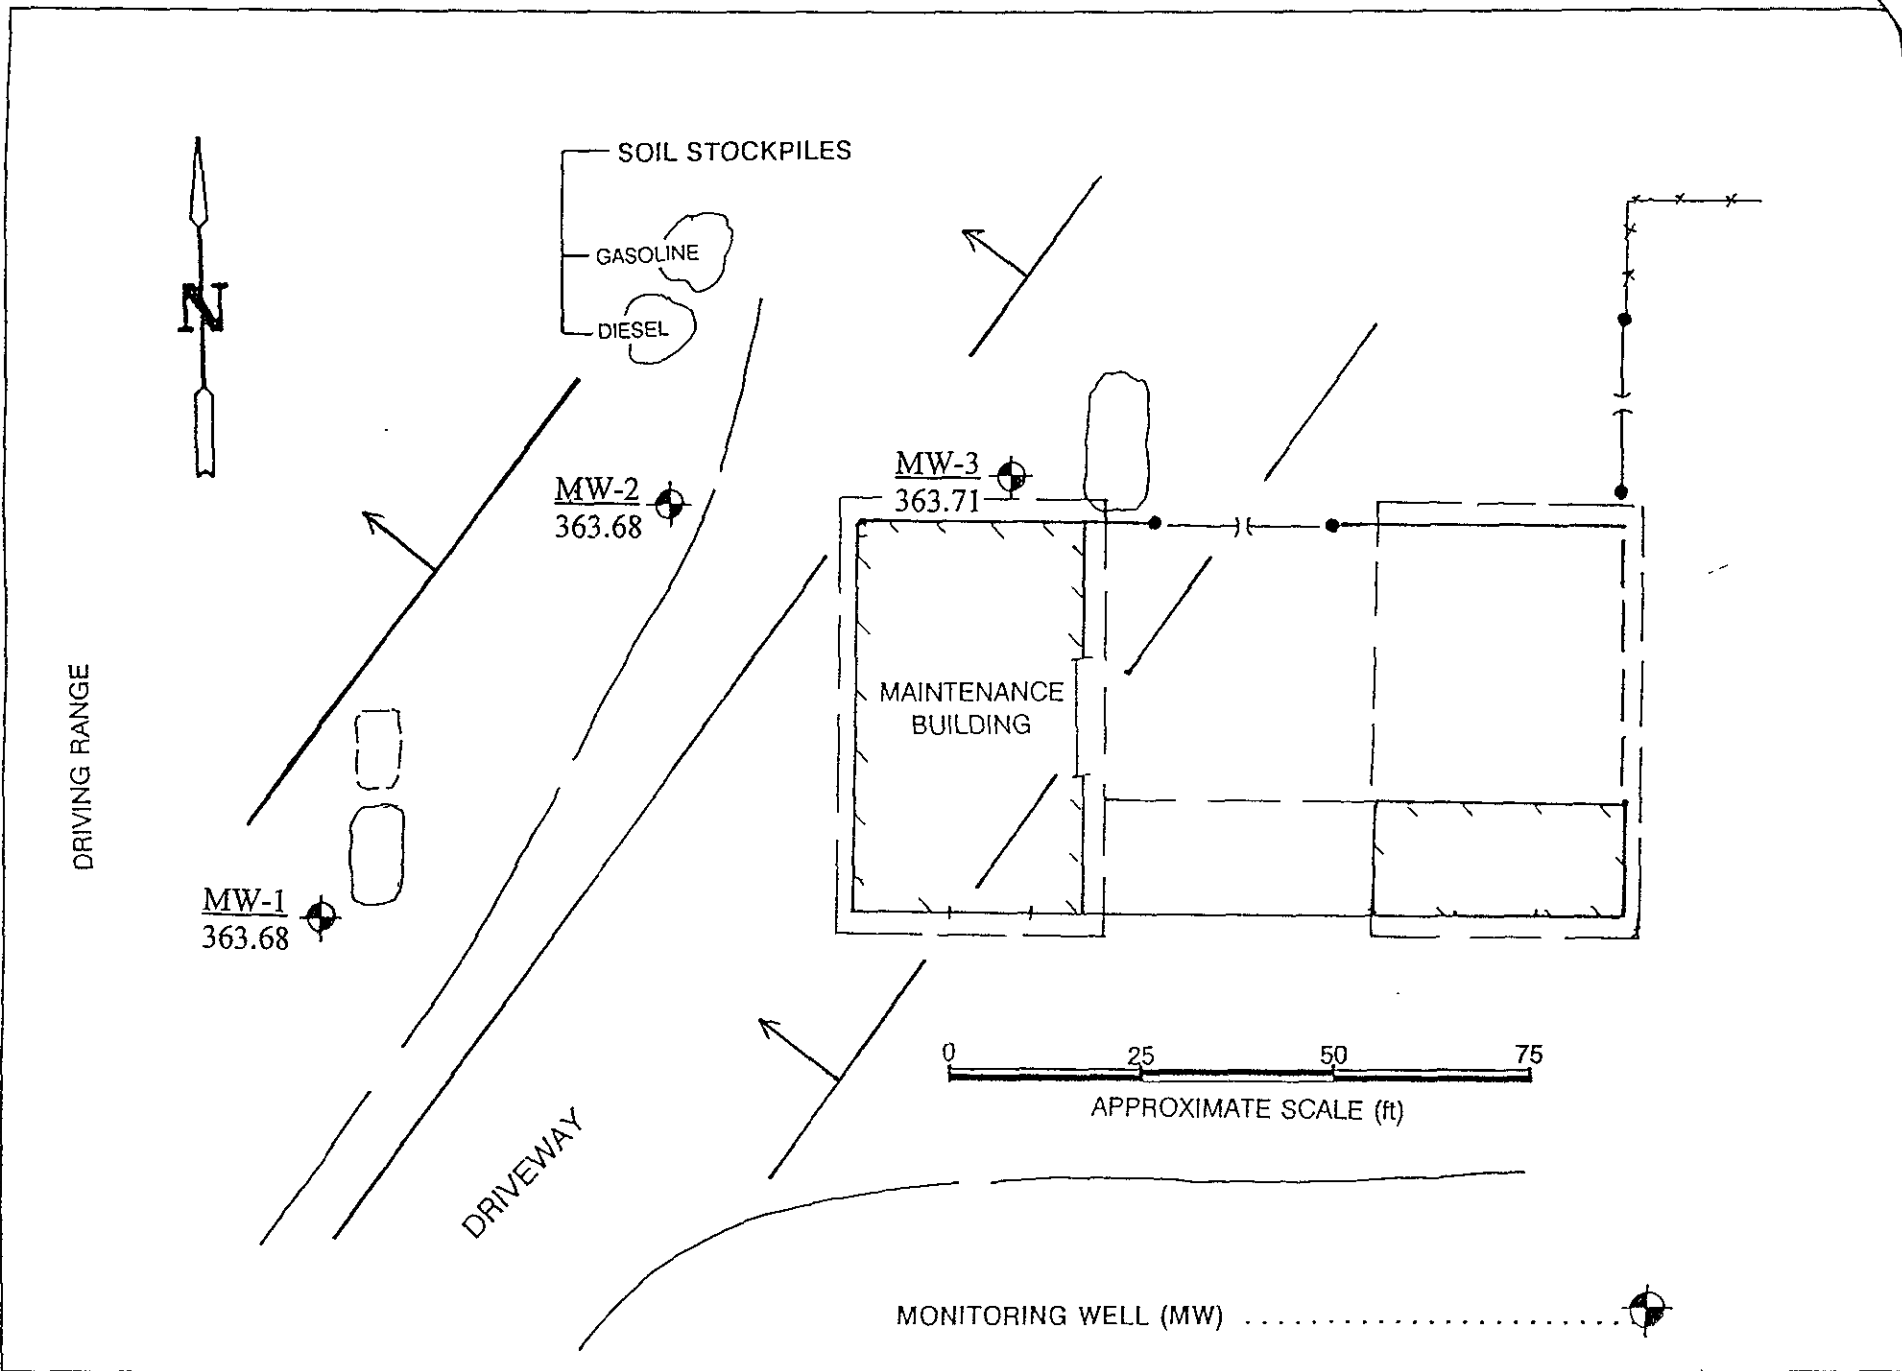 SOIL STOCKPILES
GASOLINE
DIESEL
N
MW-2
363.68
MW-3
363.71
MAINTENANCE
BUILDING
DRIVING RANGE
MW-1
363.68
0 25 50 75
APPROXIMATE SCALE (ft)
DRIVEWAY
MONITORING WELL (MW) ........................